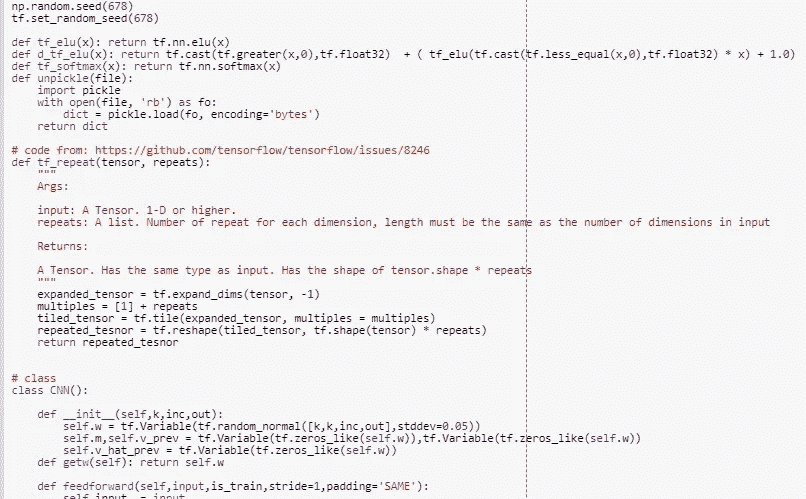 np.random.seed(678)
tf.set_random_seed(678)
def tf_elu(x): return tf.nn.elu(x)
def d_tf_elu(x): return tf.cast(tf.greater(x,0),tf.float32)  + ( tf_elu(tf.cast(tf.less_equal(x,0),tf.float32) * x) + 1.0)
def tf_softmax(x): return tf.nn.softmax(x)
def unpickle(file):
    import pickle
    with open(file, 'rb') as fo:
        dict = pickle.load(fo, encoding='bytes')
    return dict
# code from: https://github.com/tensorflow/tensorflow/issues/8246
def tf_repeat(tensor, repeats):
    """
    Args:
    input: A Tensor. 1-D or higher.
    repeats: A list. Number of repeat for each dimension, length must be the same as the number of dimensions in input
    Returns:
    A Tensor. Has the same type as input. Has the shape of tensor.shape * repeats
    """
    expanded_tensor = tf.expand_dims(tensor, -1)
    multiples = [1] + repeats
    tiled_tensor = tf.tile(expanded_tensor, multiples = multiples)
    repeated_tesnor = tf.reshape(tiled_tensor, tf.shape(tensor) * repeats)
    return repeated_tesnor
# class
class CNN():
    def __init__(self,k,inc,out):
        self.w = tf.Variable(tf.random_normal([k,k,inc,out],stddev=0.05))
        self.m,self.v_prev = tf.Variable(tf.zeros_like(self.w)),tf.Variable(tf.zeros_like(self.w))
        self.v_hat_prev = tf.Variable(tf.zeros_like(self.w))
    def getw(self): return self.w
    def feedforward(self,input,is_train,stride=1,padding='SAME'):
        self.input  = input